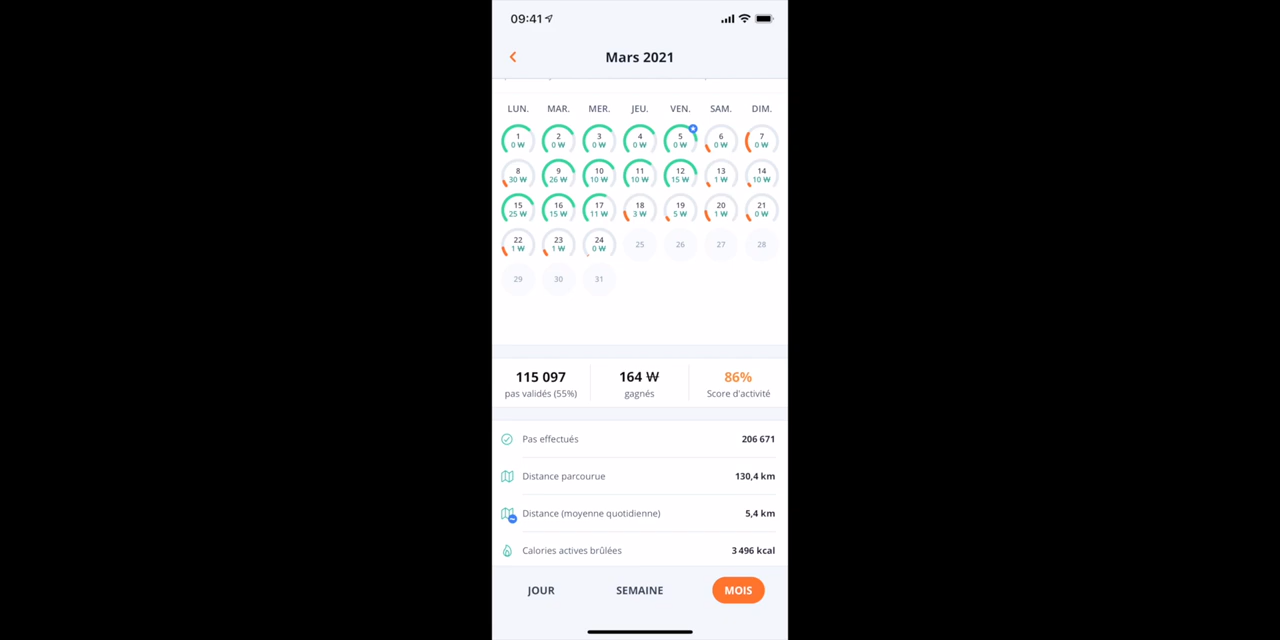 09:41
Mars 2021
LUN. MAR. MER. JEU. VEN. SAM. DIM.
1 2 3 4 5 6 7
0 ₩ 0 ₩ 0 ₩ 0 ₩ 0 ₩ 0 ₩ 0 ₩
8 9 10 11 12 13 14
30 ₩ 26 ₩ 10 ₩ 10 ₩ 15 ₩ 1 ₩ 10 ₩
15 16 17 18 19 20 21
25 ₩ 15 ₩ 11 ₩ 3 ₩ 5 ₩ 1 ₩ 0 ₩
22 23 24 25 26 27 28
1 ₩ 1 ₩ 0 ₩
29 30 31
115 097 164 ₩ 86%
pas validés (55%) gagnés Score d'activité
Pas effectués 206 671
Distance parcourue 130,4 km
Distance (moyenne quotidienne) 5,4 km
Calories actives brûlées 3 496 kcal
JOUR SEMAINE MOIS